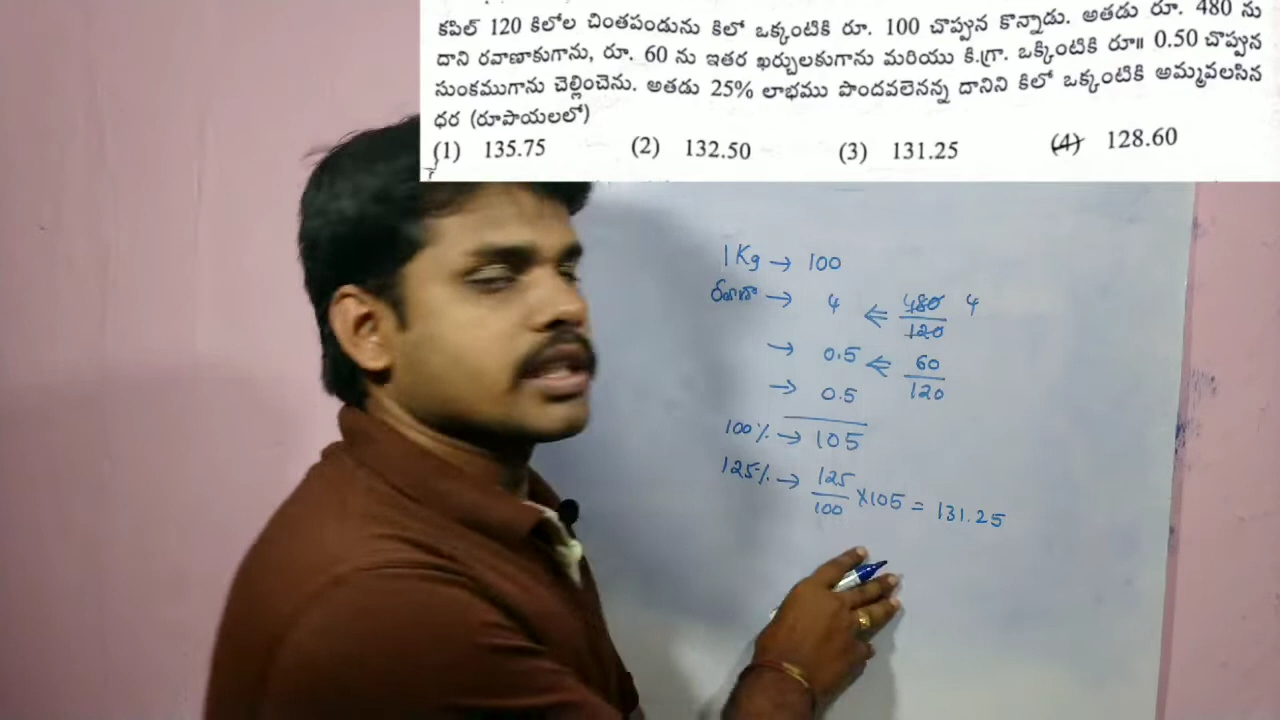 కపిల్ 120 కిలోల చింతపండును కిలో ఒక్కంటికి రూ. 100 చొప్పున కొన్నాడు. అతడు రూ. 480 ను
దాని రవాణాకుగాను, రూ. 60 ను ఇతర ఖర్చులకుగాను మరియు కి.గ్రా. ఒక్కింటికి రూ॥ 0.50 చొప్పున
సుంకముగాను చెల్లించెను. అతడు 25% లాభము పొందవలెనన్న దానిని కిలో ఒక్కంటికి అమ్మవలసిన
ధర (రూపాయలలో)
(1) 135.75 (2) 132.50 (3) 131.25 (4) 128.60
1 Kg → 100
→ 4 ⇐ 480/120 4
→ 0.5 ⇐ 60/120
→ 0.5
100% → 105
125% → 125/100 × 105 = 131.25